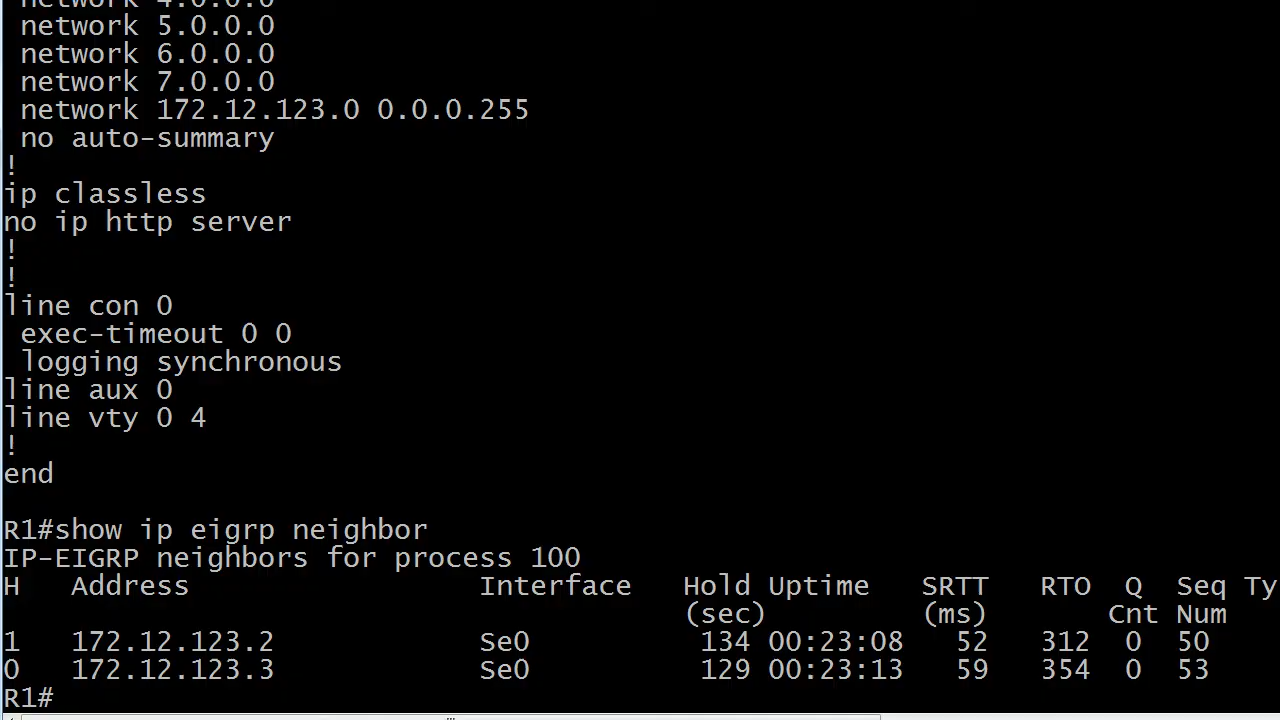 network 4.0.0.0
network 5.0.0.0
network 6.0.0.0
network 7.0.0.0
network 172.12.123.0 0.0.0.255
no auto-summary
!
ip classless
no ip http server
!
!
line con 0
exec-timeout 0 0
logging synchronous
line aux 0
line vty 0 4
!
end
R1#show ip eigrp neighbor
IP-EIGRP neighbors for process 100
H Address Interface Hold Uptime SRTT RTO Q Seq Ty
(sec) (ms) Cnt Num
1 172.12.123.2 Se0 134 00:23:08 52 312 0 50
0 172.12.123.3 Se0 129 00:23:13 59 354 0 53
R1#